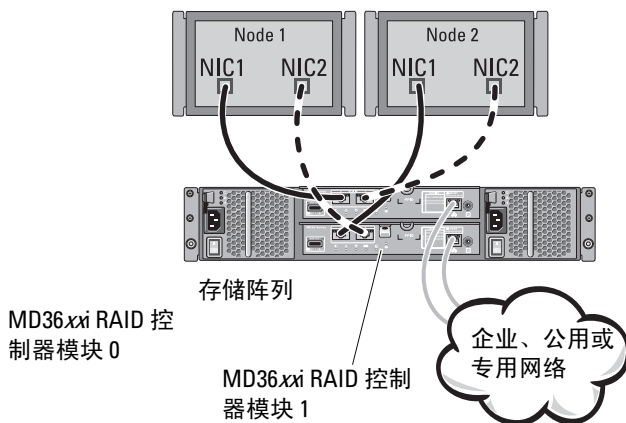 Node 1
Node 2
NIC1
NIC2
NIC1
NIC2
存储阵列
MD36xxi RAID 控
制器模块 0
MD36xxi RAID 控制
器模块 1
企业、公用或
专用网络